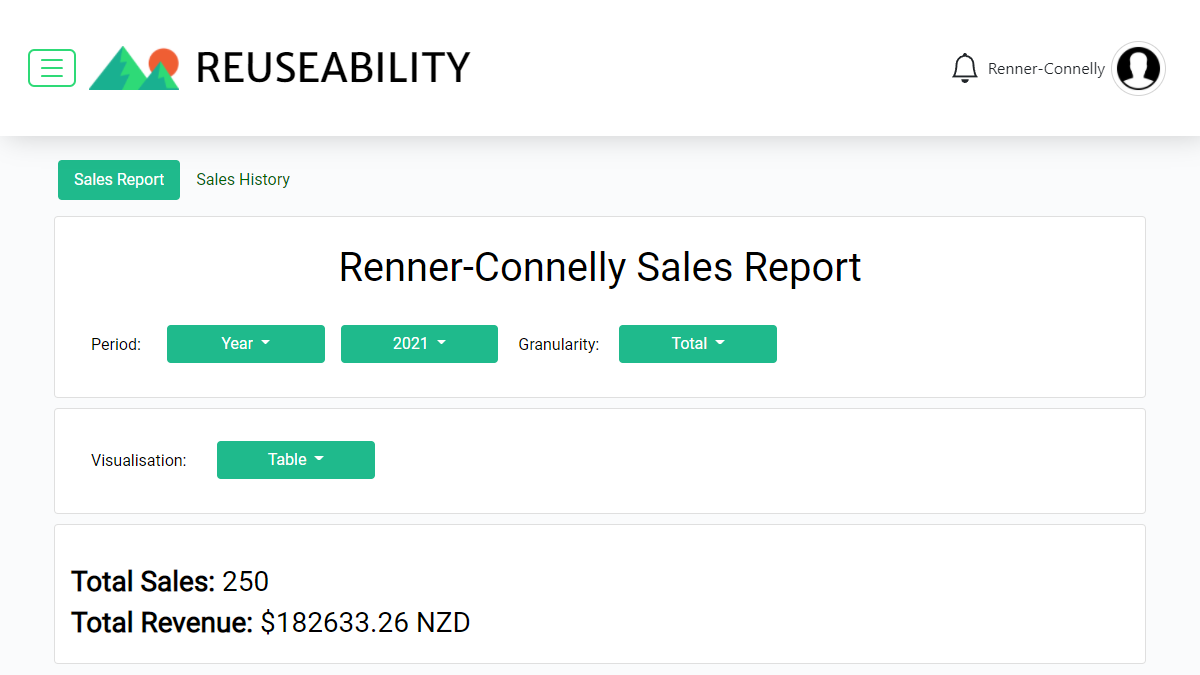 REUSEABILITY
Renner-Connelly
Sales Report
Sales History
Renner-Connelly Sales Report
Period: Year 2021 Granularity: Total
Visualisation: Table
Total Sales: 250
Total Revenue: $182633.26 NZD